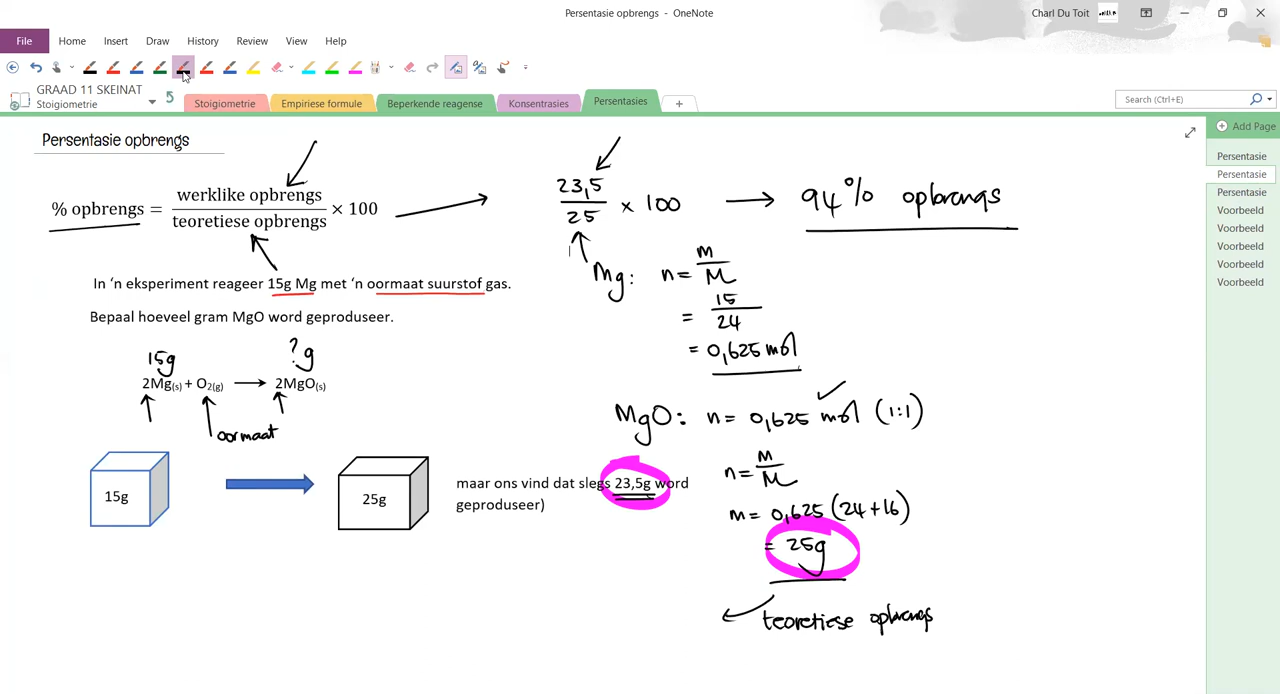 Persentasie opbrengs - OneNote
Charl Du Toit
File Home Insert Draw History Review View Help
GRAAD 11 SKEINAT
Stoigiometrie
Stoigiometrie Empiriese formule Beperkende reagense Konsentrasies Persentasies +
Search (Ctrl+E)
Add Page
Persentasie
Persentasie
Persentasie
Voorbeeld
Voorbeeld
Voorbeeld
Voorbeeld
Voorbeeld
Persentasie opbrengs
% opbrengs = werklike opbrengs / teoretiese opbrengs × 100
23,5 / 25 × 100 → 94% opbrengs
In ‘n eksperiment reageer 15g Mg met ‘n oormaat suurstof gas.
Bepaal hoeveel gram MgO word geproduseer.
15g ?g
2Mg(s) + O2(g) → 2MgO(s)
oormaat
15g
25g
maar ons vind dat slegs 23,5g word
geproduseer)
Mg: n = m / M
= 15 / 24
= 0,625 mol
MgO: n = 0,625 mol (1:1)
n = m / M
m = 0,625 (24+16)
= 25g
teoretiese opbrengs